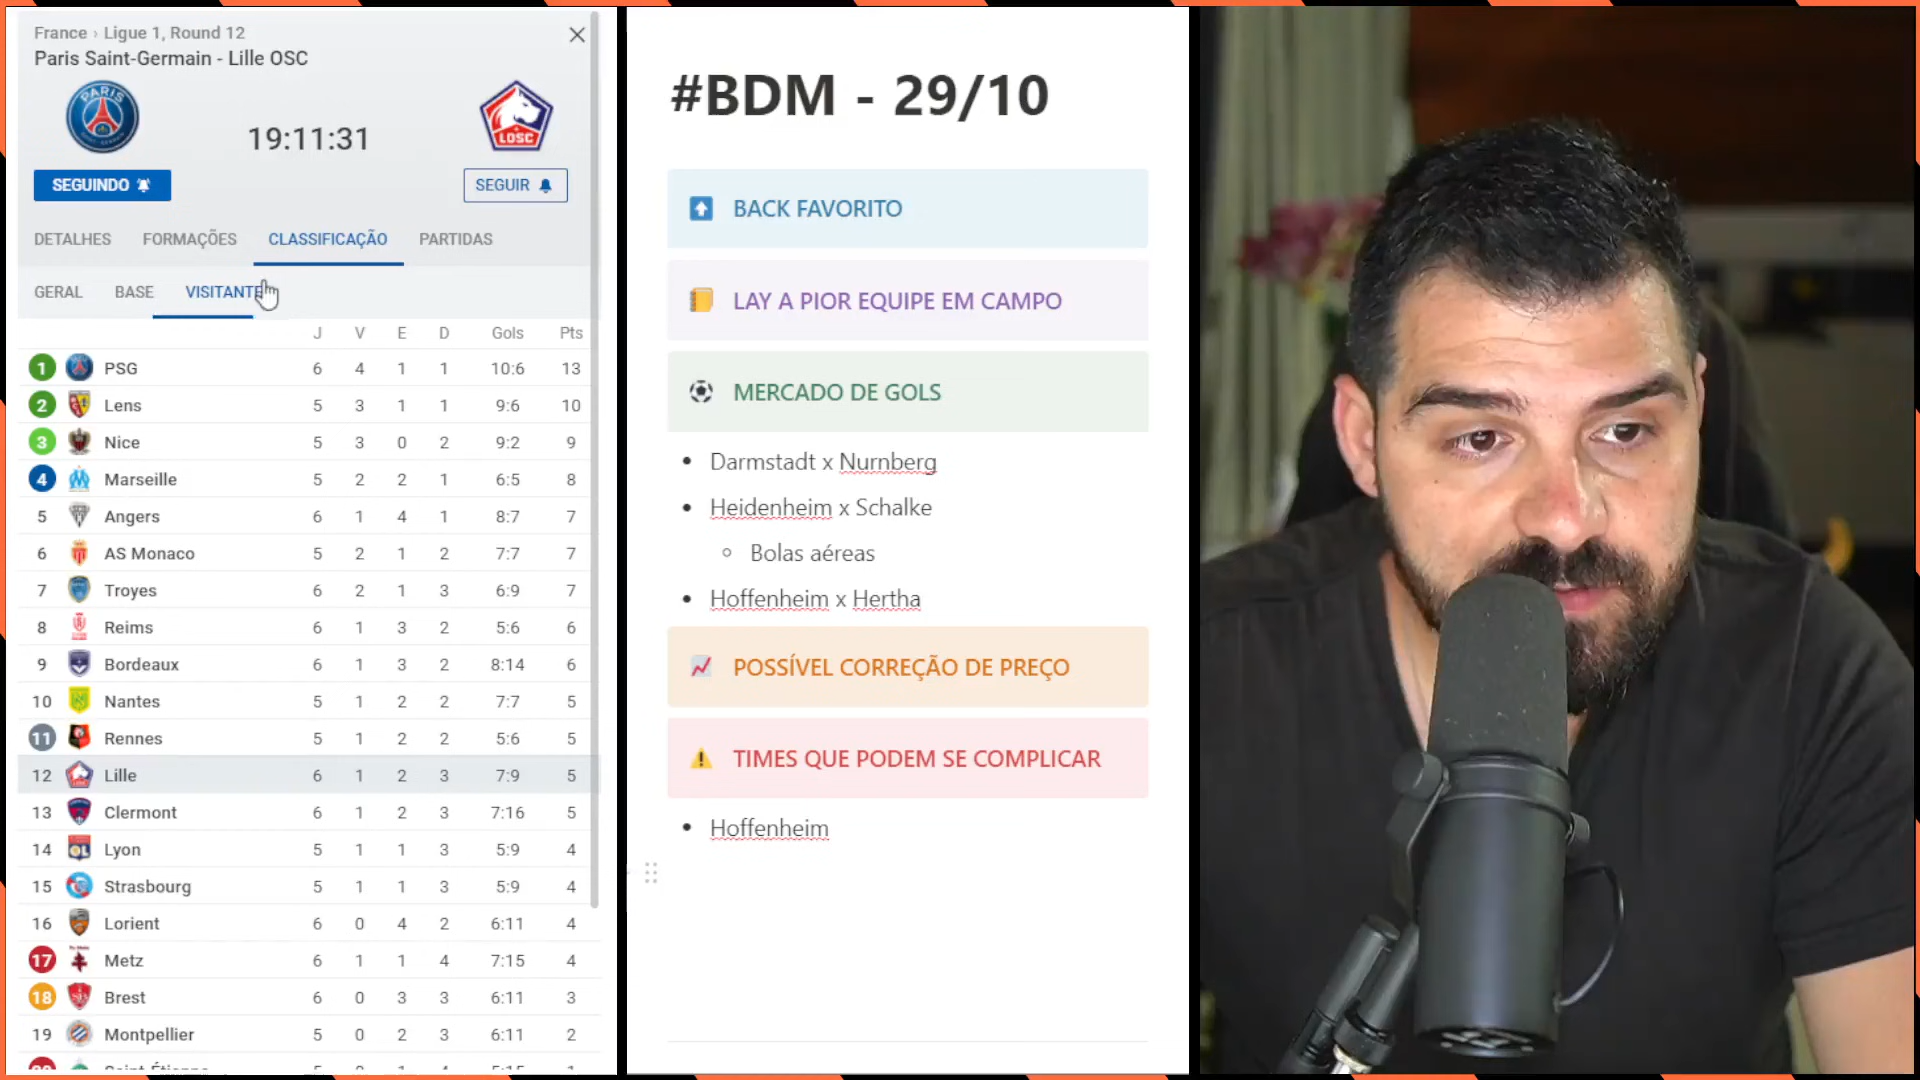 France › Ligue 1, Round 12
Paris Saint-Germain - Lille OSC
PARIS
LOSC
19:11:31
SEGUINDO
SEGUIR
DETALHES FORMAÇÕES CLASSIFICAÇÃO PARTIDAS
GERAL BASE VISITANTE
J V E D Gols Pts
1 PSG 6 4 1 1 10:6 13
2 Lens 5 3 1 1 9:6 10
3 Nice 5 3 0 2 9:2 9
4 Marseille 5 2 2 1 6:5 8
5 Angers 6 1 4 1 8:7 7
6 AS Monaco 5 2 1 2 7:7 7
7 Troyes 6 2 1 3 6:9 7
8 Reims 6 1 3 2 5:6 6
9 Bordeaux 6 1 3 2 8:14 6
10 Nantes 5 1 2 2 7:7 5
11 Rennes 5 1 2 2 5:6 5
12 Lille 6 1 2 3 7:9 5
13 Clermont 6 1 2 3 7:16 5
14 Lyon 5 1 1 3 5:9 4
15 Strasbourg 5 1 1 3 5:9 4
16 Lorient 6 0 4 2 6:11 4
17 Metz 6 1 1 4 7:15 4
18 Brest 6 0 3 3 6:11 3
19 Montpellier 5 0 2 3 6:11 2
#BDM - 29/10
BACK FAVORITO
LAY A PIOR EQUIPE EM CAMPO
MERCADO DE GOLS
• Darmstadt x Nurnberg
• Heidenheim x Schalke
◦ Bolas aéreas
• Hoffenheim x Hertha
POSSÍVEL CORREÇÃO DE PREÇO
TIMES QUE PODEM SE COMPLICAR
• Hoffenheim